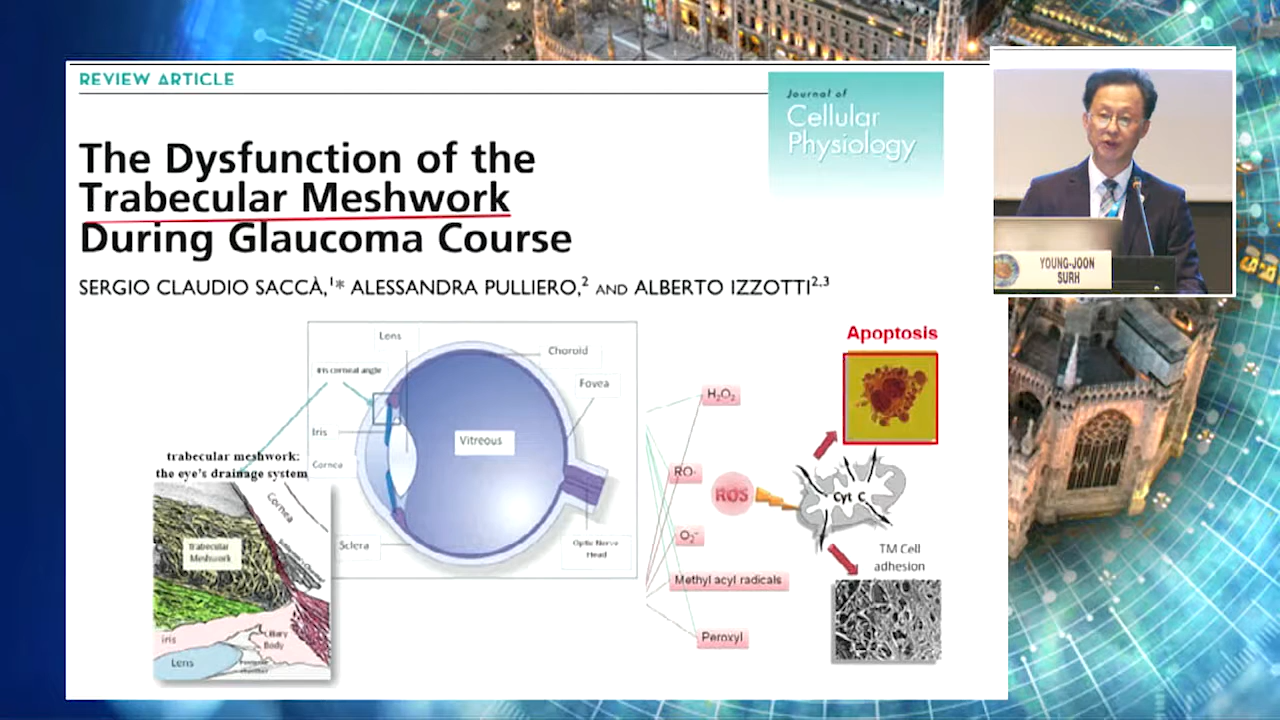 REVIEW ARTICLE
Journal of
Cellular
Physiology
The Dysfunction of the
Trabecular Meshwork
During Glaucoma Course
SERGIO CLAUDIO SACCÀ,¹* ALESSANDRA PULLIERO,² AND ALBERTO IZZOTTI²,³
YOUNG-JOON
SURH
Lens
Choroid
Iris corneal angle
Fovea
Iris
Vitreous
Cornea
Sclera
Optic Nerve
Head
trabecular meshwork:
the eye's drainage system
Cornea
Trabecular
Meshwork
iris
Ciliary
Body
Lens
Posterior
chamber
H₂O₂
RO·
ROS
O₂⁻
Methyl acyl radicals
Peroxyl
Apoptosis
Cyt C
TM Cell
adhesion